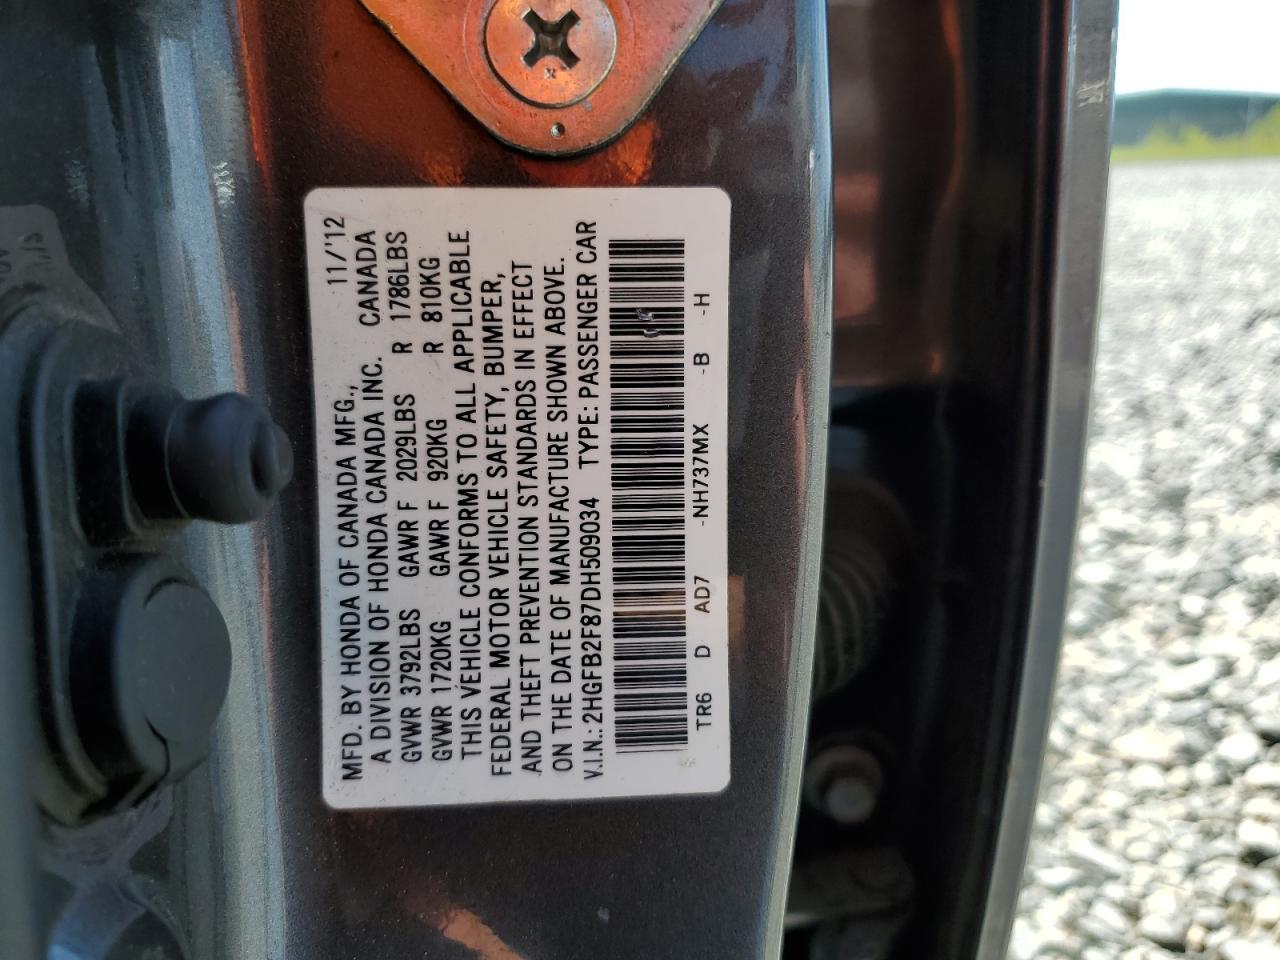 MFD. BY HONDA OF CANADA MFG., 11/'12
A DIVISION OF HONDA CANADA INC. CANADA
GVWR 3792LBS GAWR F 2029LBS R 1786LBS
GVWR 1720KG GAWR F 920KG R 810KG
THIS VEHICLE CONFORMS TO ALL APPLICABLE
FEDERAL MOTOR VEHICLE SAFETY, BUMPER,
AND THEFT PREVENTION STANDARDS IN EFFECT
ON THE DATE OF MANUFACTURE SHOWN ABOVE.
V.I.N.: 2HGFB2F87DH509034 TYPE: PASSENGER CAR
TR6 D AD7 -NH737MX -B -H